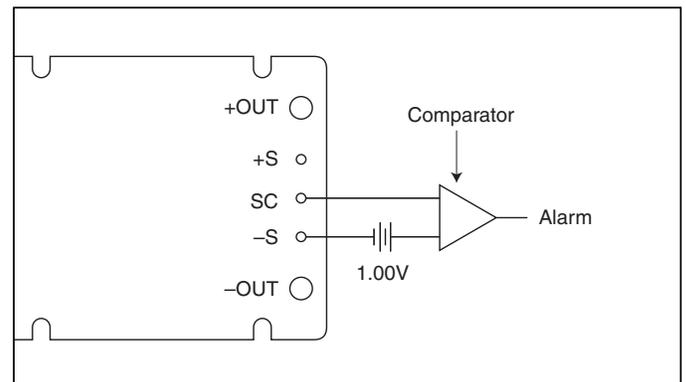 +OUT
Comparator
+S
SC
Alarm
–S
1.00V
–OUT